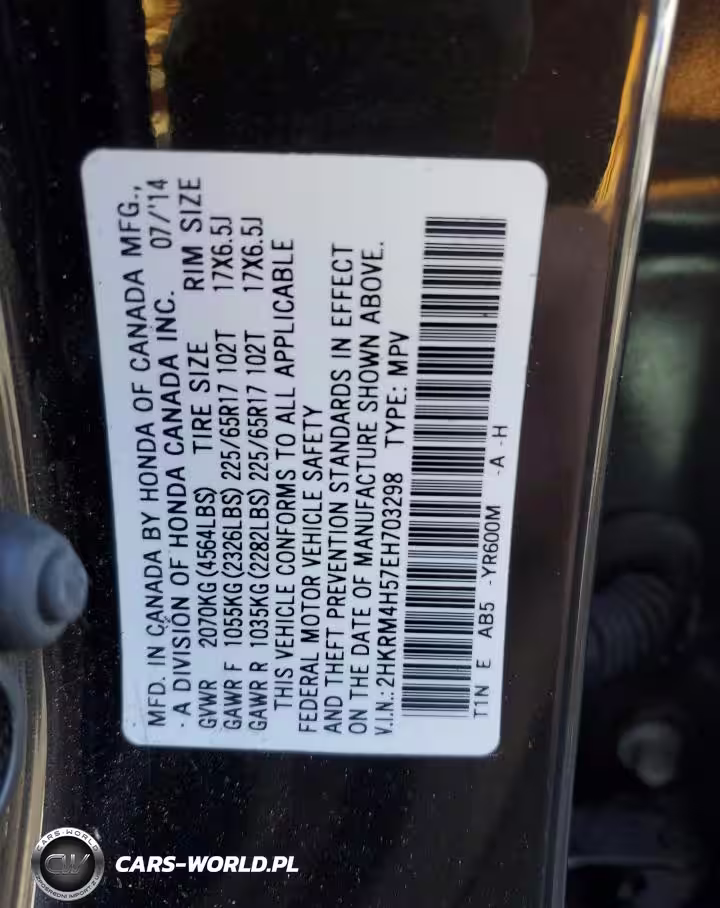 MFD. IN CANADA BY HONDA OF CANADA MFG.,
-A DIVISION OF HONDA CANADA INC. 07/'14
GVWR 2070KG (4564LBS) TIRE SIZE RIM SIZE
GAWR F 1055KG (2326LBS) 225/65R17 102T 17X6.5J
GAWR R 1035KG (2282LBS) 225/65R17 102T 17X6.5J
THIS VEHICLE CONFORMS TO ALL APPLICABLE
FEDERAL MOTOR VEHICLE SAFETY
AND THEFT PREVENTION STANDARDS IN EFFECT
ON THE DATE OF MANUFACTURE SHOWN ABOVE.
V.I.N.: 2HKRM4H57EH703298 TYPE: MPV
T1N E AB5 -YR600M -A -H
CARS-WORLD
CW
CARS-WORLD.PL